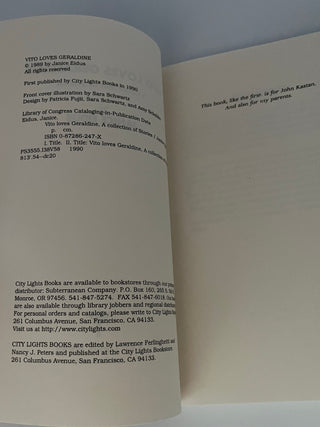 VITO LOVES GERALDINE
© 1989 by Janice Eidus
All rights reserved
First published by City Lights Books in 1990
Front cover illustration by Sara Schwartz
Design by Patricia Fujii, Sara Schwartz, and Amy
Library of Congress Cataloging-in-Publication Data
Eidus, Janice.
Vito loves Geraldine. A collection of Stories /
p. cm.
ISBN 0-87286-247-X
I. Title. II. Title: Vito loves Geraldine, A collection
PS3555.I38V58 1990
813'.54-dc20
City Lights Books are available to bookstores through our
distributor: Subterranean Company. P.O. Box 160, 265 S.
Monroe, OR 97456. 541-847-5274. FAX 541-847-6018.
are also available through library jobbers and regional
For personal orders and catalogs, please write to City Lights
261 Columbus Avenue, San Francisco, CA 94133.
Visit us at http://www.citylights.com
CITY LIGHTS BOOKS are edited by Lawrence Ferlinghetti and
Nancy J. Peters and published at the City Lights Bookstore,
261 Columbus Avenue, San Francisco, CA 94133.
This book, like the first, is for John Kastan.
And also for my parents.